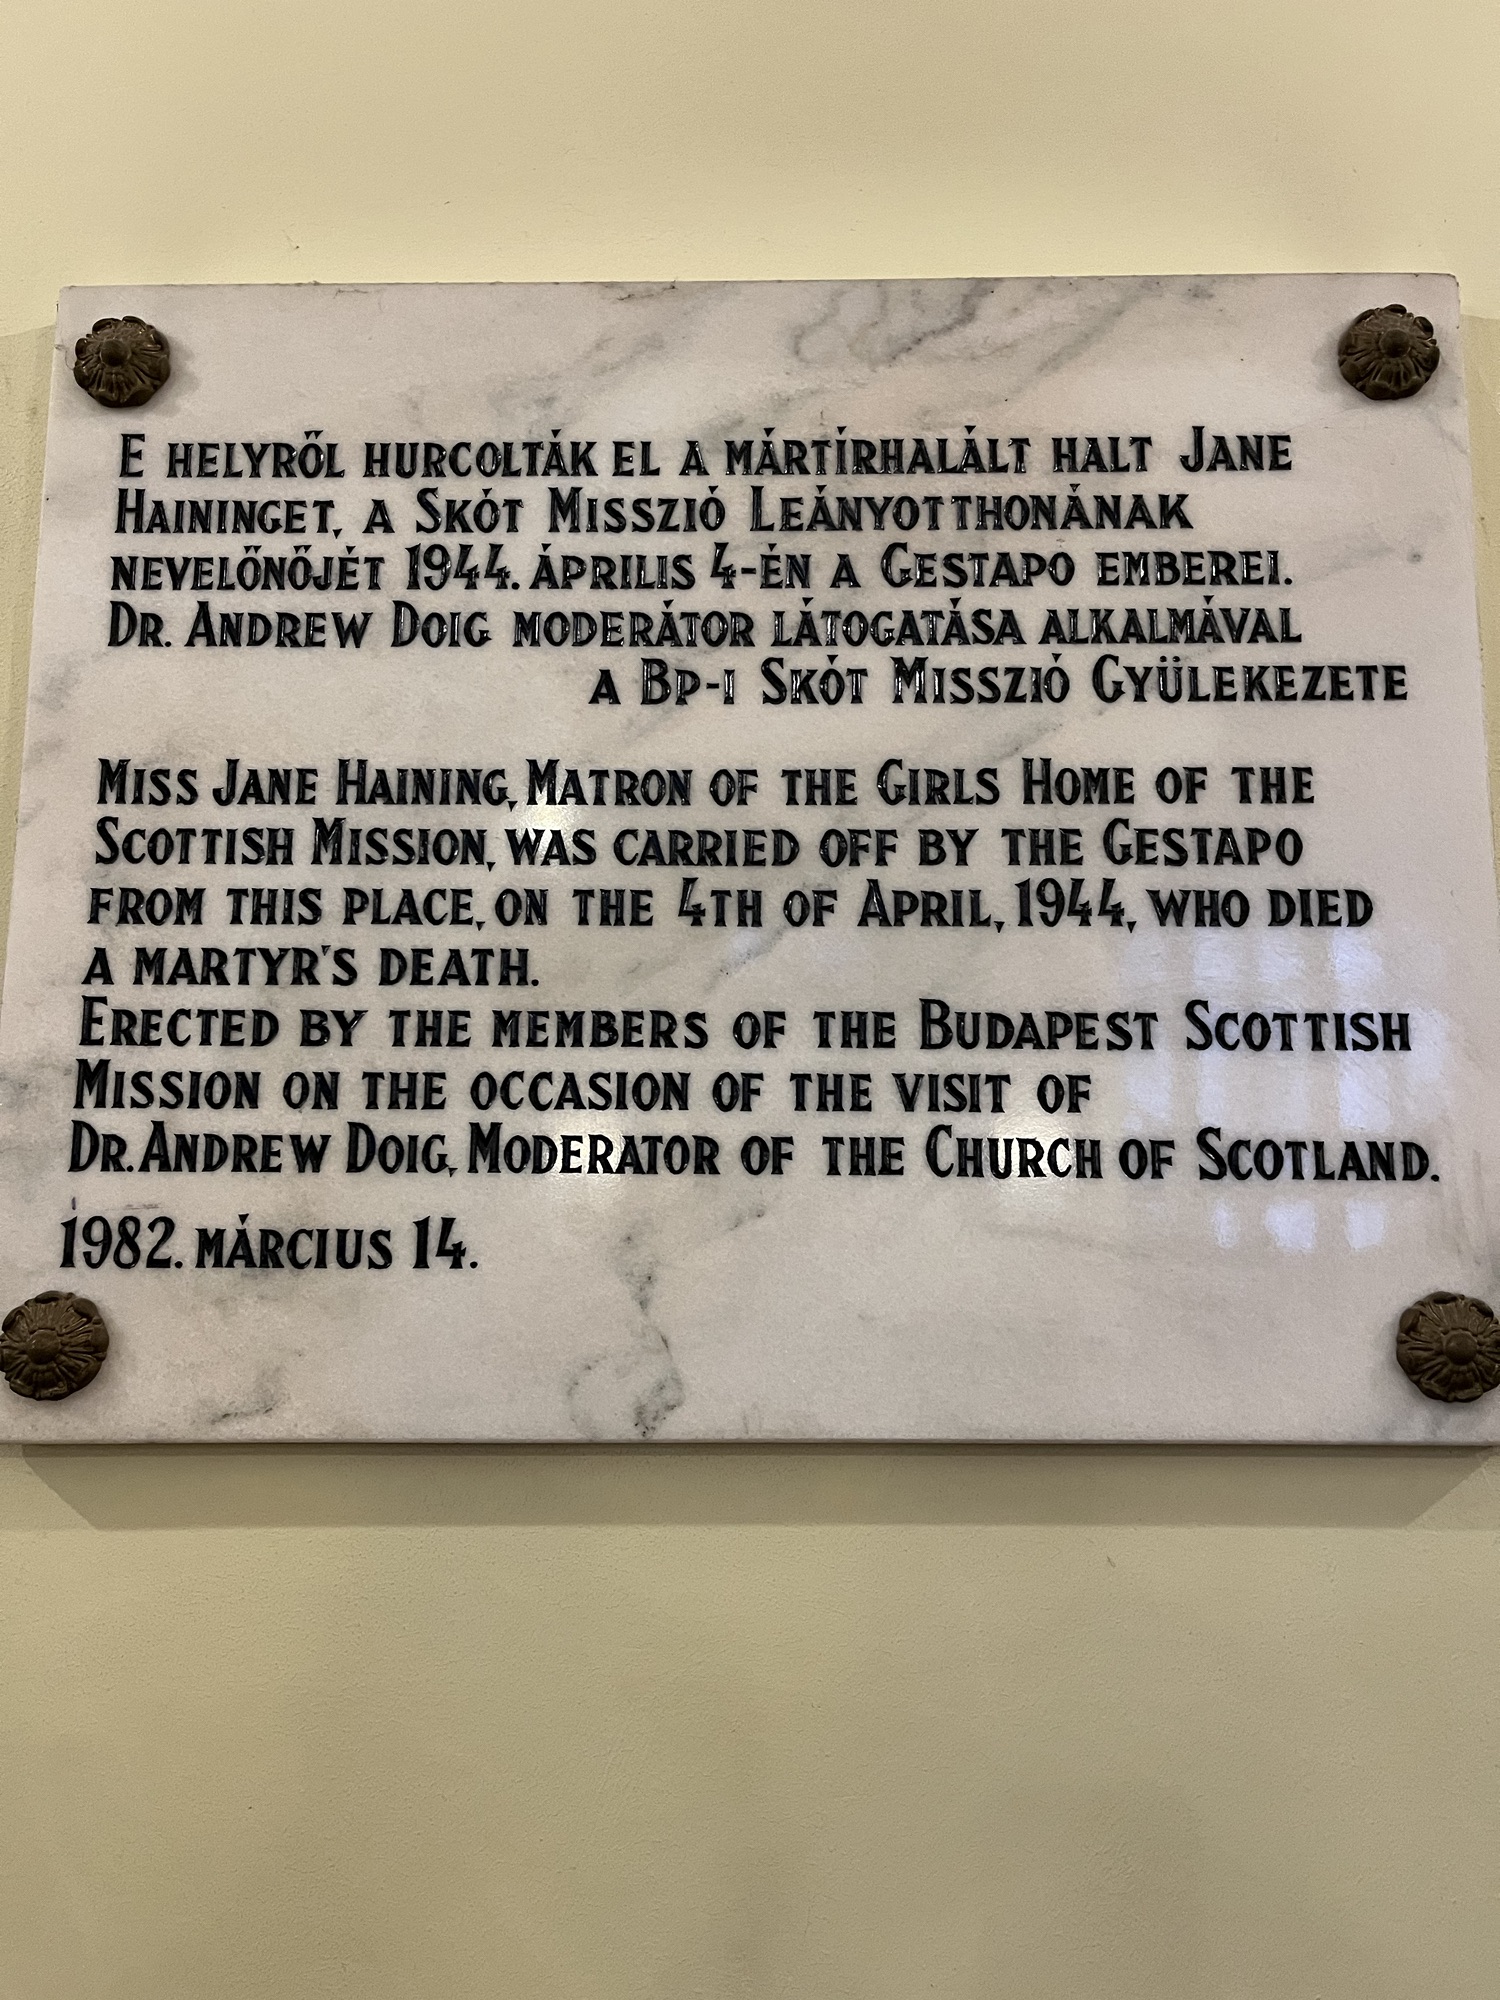 E HELYRŐL HURCOLTÁK EL A MÁRTÍRHALÁLT HALT JANE
HAININGET, A SKÓT MISSZIÓ LEÁNYOTTHONÁNAK
NEVELŐNŐJÉT 1944. ÁPRILIS 4-ÉN A GESTAPO EMBEREI.
DR. ANDREW DOIG MODERÁTOR LÁTOGATÁSA ALKALMÁVAL
A BP-I SKÓT MISSZIÓ GYÜLEKEZETE
MISS JANE HAINING, MATRON OF THE GIRLS HOME OF THE
SCOTTISH MISSION, WAS CARRIED OFF BY THE GESTAPO
FROM THIS PLACE, ON THE 4TH OF APRIL, 1944, WHO DIED
A MARTYR'S DEATH.
ERECTED BY THE MEMBERS OF THE BUDAPEST SCOTTISH
MISSION ON THE OCCASION OF THE VISIT OF
DR. ANDREW DOIG, MODERATOR OF THE CHURCH OF SCOTLAND.
1982. MÁRCIUS 14.